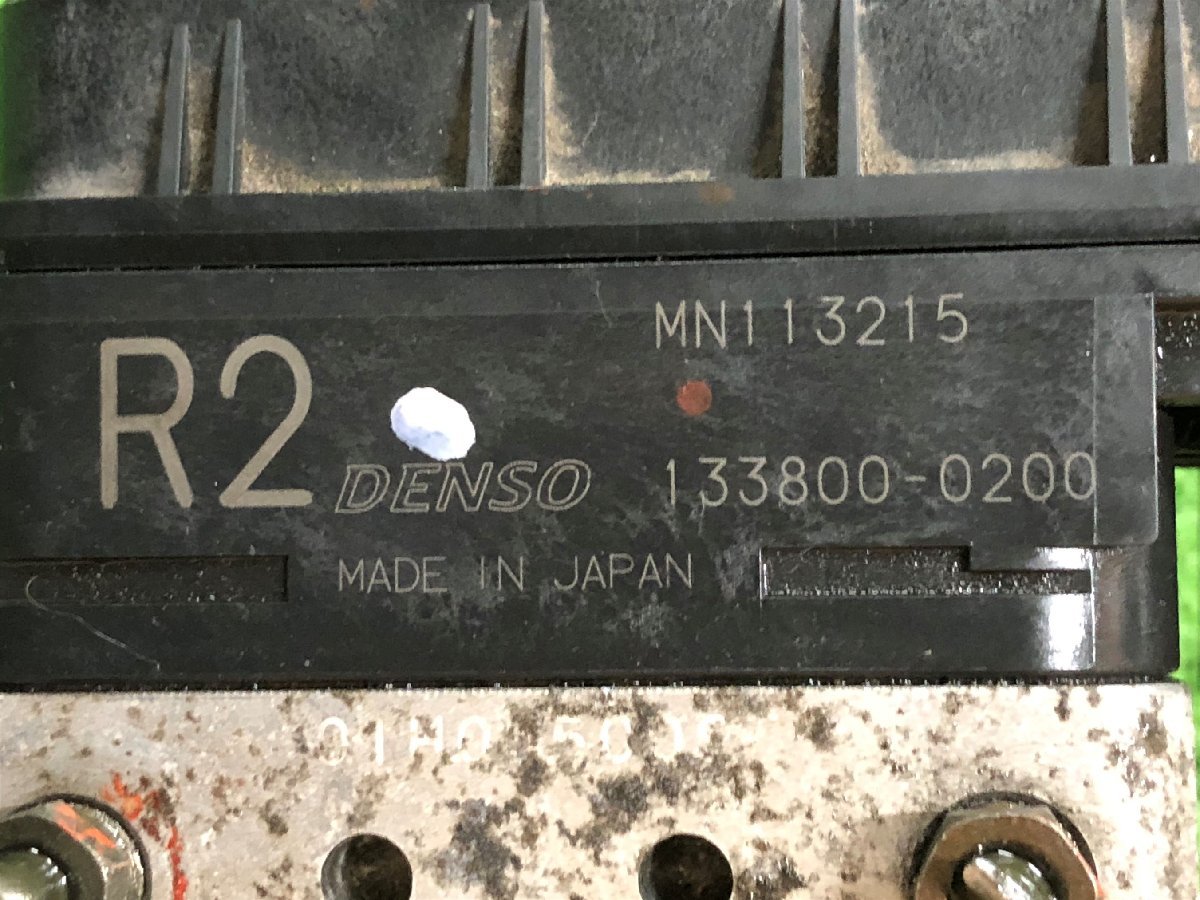 MN113215
R2
DENSO 133800-0200
MADE IN JAPAN